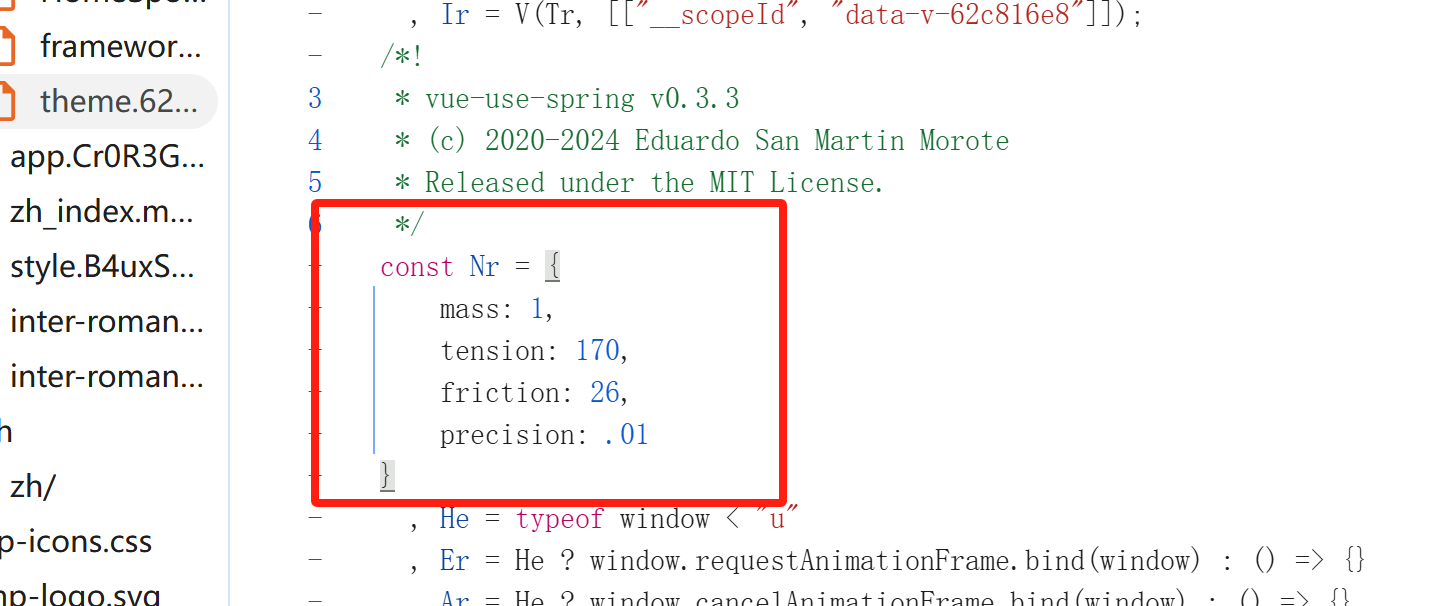 framewor...
theme.62...
app.Cr0R3G...
zh_index.m...
style.B4uxS...
inter-roman...
inter-roman...
h
zh/
p-icons.css
np-logo.svg
- , Ir = V(Tr, [["__scopeId", "data-v-62c816e8"]]);
- /*!
3 * vue-use-spring v0.3.3
4 * (c) 2020-2024 Eduardo San Martin Morote
5 * Released under the MIT License.
6 */
- const Nr = {
- mass: 1,
- tension: 170,
- friction: 26,
- precision: .01
- }
- , He = typeof window < "u"
- , Er = He ? window.requestAnimationFrame.bind(window) : () => {}
- , Ar = He ? window.cancelAnimationFrame.bind(window) : () => {}